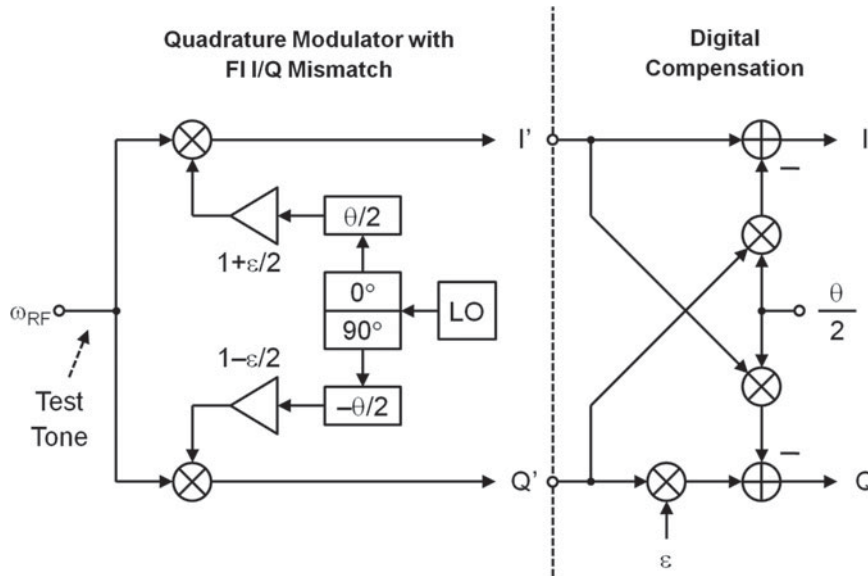 Quadrature Modulator with
FI I/Q Mismatch
Digital
Compensation
I'
I
−
θ/2
1+ε/2
0°
90°
LO
ω_RF
θ
2
Test
Tone
1−ε/2
−θ/2
−
Q'
Q
ε